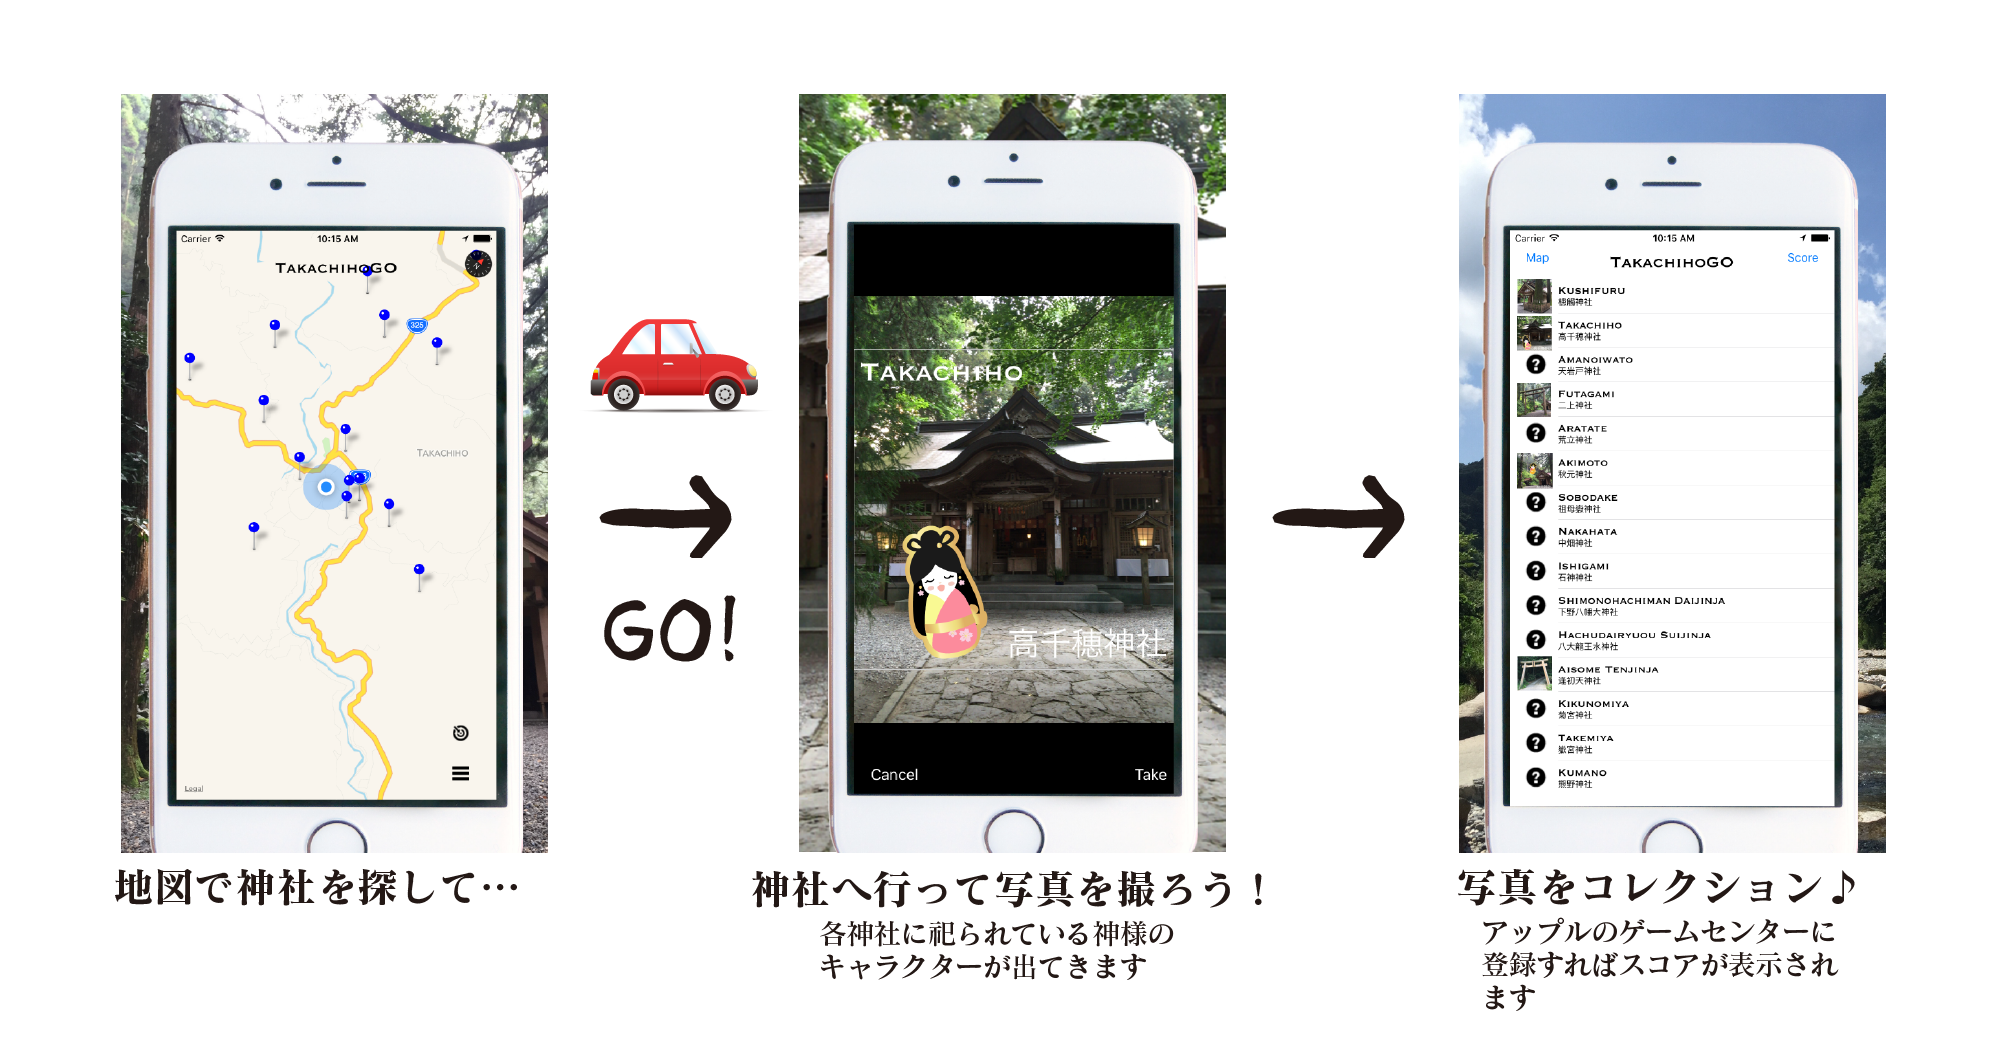 Carrier
10:15 AM
TAKACHIHOGO
325
TAKACHIHO
Legal
地図で神社を探して…
GO!
TAKACHIHO
高千穂神社
Cancel
Take
神社へ行って写真を撮ろう！
各神社に祀られている神様の
キャラクターが出てきます
Carrier
10:15 AM
Map
TAKACHIHOGO
Score
KUSHIFURU
槵觸神社
TAKACHIHO
高千穂神社
AMANOIWATO
天岩戸神社
FUTAGAMI
二上神社
ARATATE
荒立神社
AKIMOTO
秋元神社
SOBODAKE
祖母嶽神社
NAKAHATA
中畑神社
ISHIGAMI
石神神社
SHIMONOHACHIMAN DAIJINJA
下野八幡大神社
HACHUDAIRYUOU SUIJINJA
八大龍王水神社
AISOME TENJINJA
逢初天神社
KIKUNOMIYA
菊宮神社
TAKEMIYA
嶽宮神社
KUMANO
熊野神社
写真をコレクション♪
アップルのゲームセンターに
登録すればスコアが表示され
ます